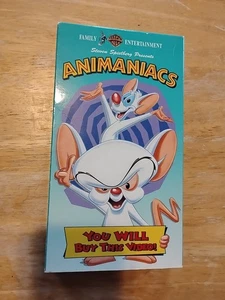 FAMILY ENTERTAINMENT
Steven Spielberg Presents
ANIMANIACS
YOU WILL
BUY THIS VIDEO!